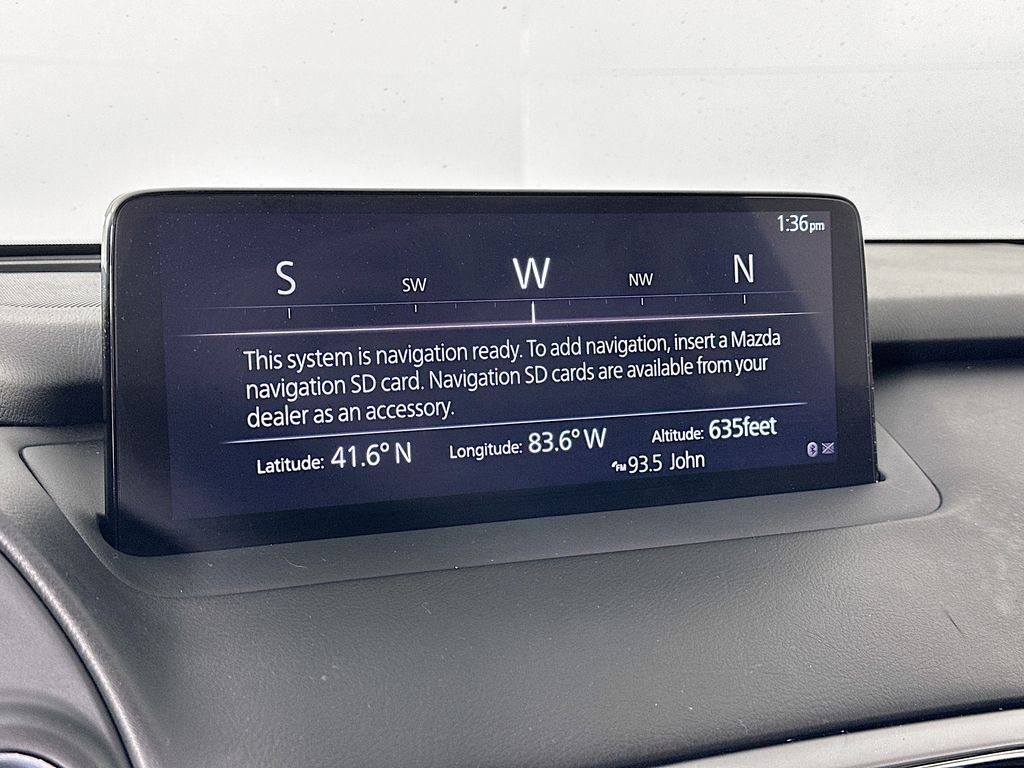 1:36pm
S SW W NW N
This system is navigation ready. To add navigation, insert a Mazda
navigation SD card. Navigation SD cards are available from your
dealer as an accessory.
Latitude: 41.6° N Longitude: 83.6° W Altitude: 635feet
FM 93.5 John